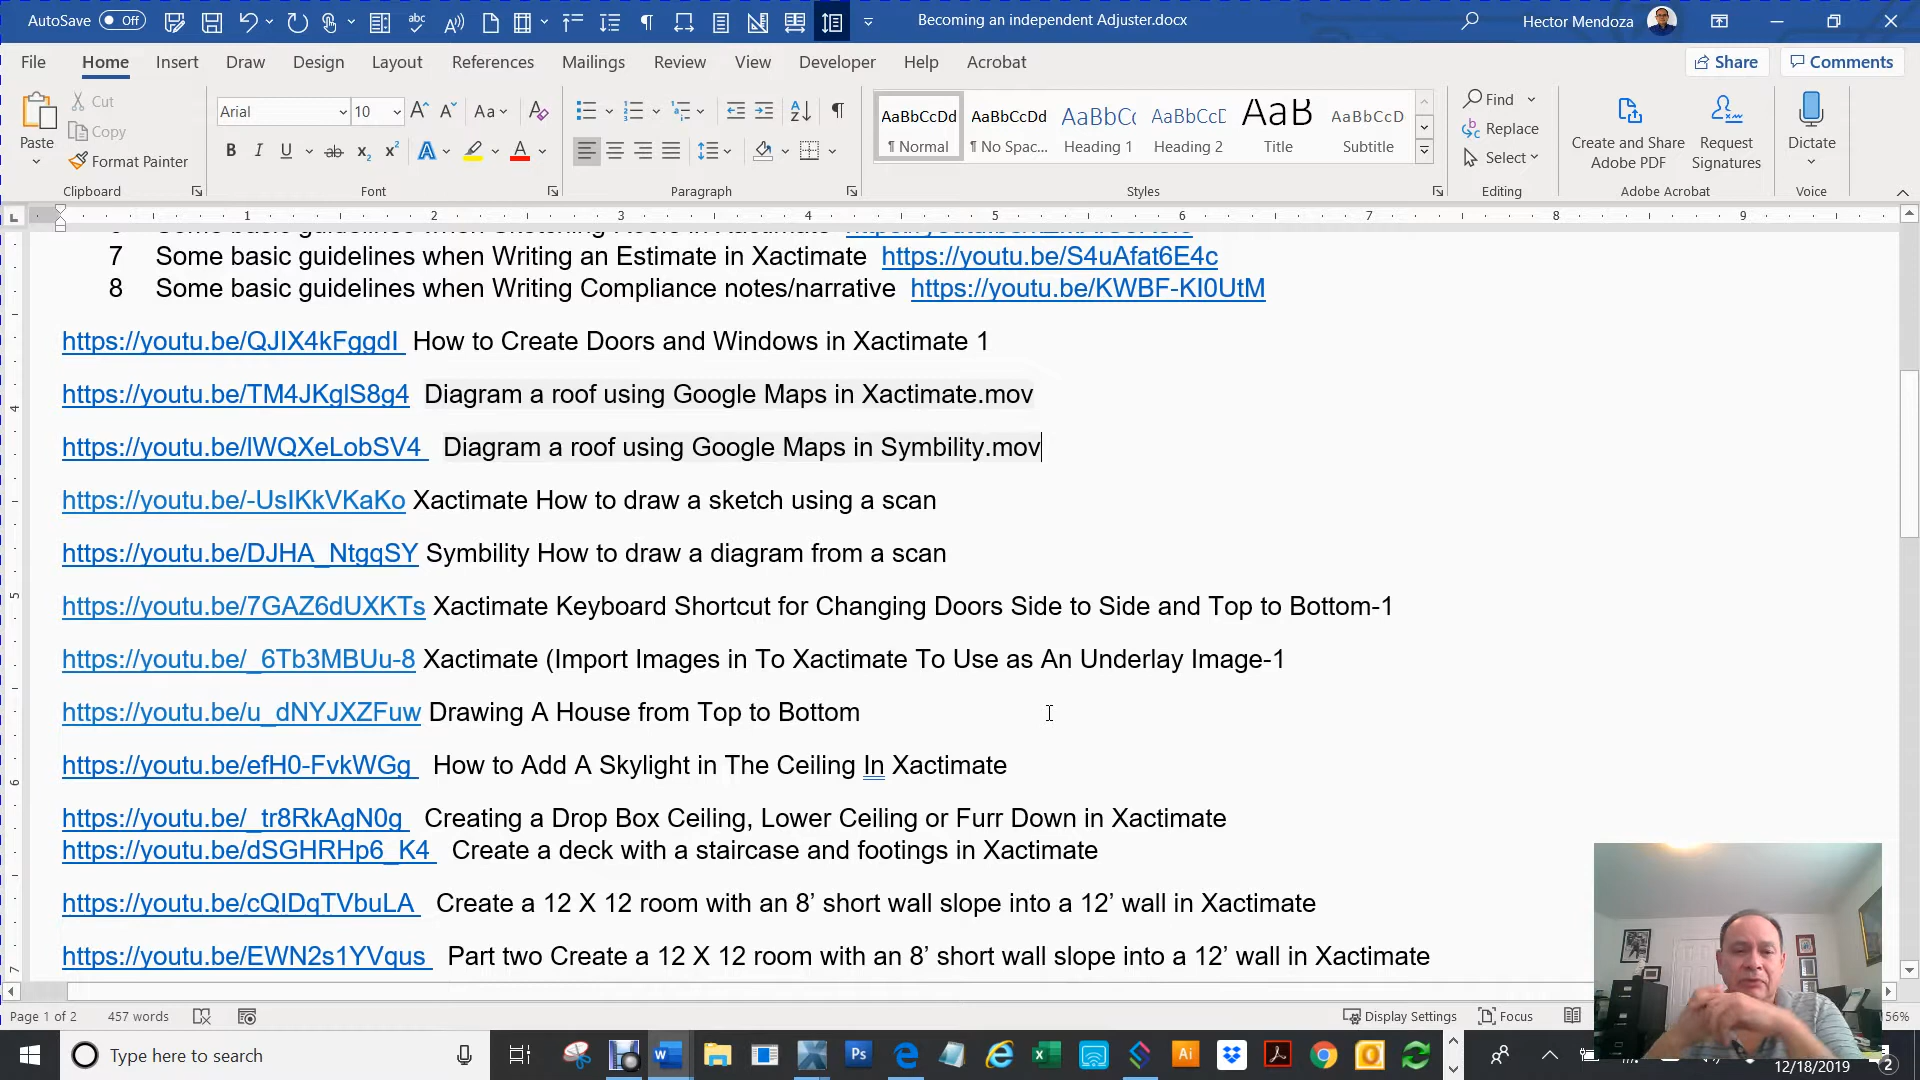 AutoSave Off
Becoming an independent Adjuster.docx
Hector Mendoza
File Home Insert Draw Design Layout References Mailings Review View Developer Help Acrobat
Share
Comments
Paste
Cut
Copy
Format Painter
Clipboard
Arial
10
Font
Paragraph
AaBbCcDd
¶ Normal
AaBbCcDd
¶ No Spac...
AaBbC
Heading 1
AaBbCcD
Heading 2
AaB
Title
AaBbCcD
Subtitle
Styles
Find
Replace
Select
Editing
Create and Share
Adobe PDF
Request
Signatures
Adobe Acrobat
Dictate
Voice
1 2 3 4 5 6 7 8 9
7 Some basic guidelines when Writing an Estimate in Xactimate https://youtu.be/S4uAfat6E4c
8 Some basic guidelines when Writing Compliance notes/narrative https://youtu.be/KWBF-KI0UtM
https://youtu.be/QJIX4kFggdI How to Create Doors and Windows in Xactimate 1
https://youtu.be/TM4JKglS8g4 Diagram a roof using Google Maps in Xactimate.mov
https://youtu.be/lWQXeLobSV4 Diagram a roof using Google Maps in Symbility.mov
https://youtu.be/-UsIKkVKaKo Xactimate How to draw a sketch using a scan
https://youtu.be/DJHA_NtgqSY Symbility How to draw a diagram from a scan
https://youtu.be/7GAZ6dUXKTs Xactimate Keyboard Shortcut for Changing Doors Side to Side and Top to Bottom-1
https://youtu.be/_6Tb3MBUu-8 Xactimate (Import Images in To Xactimate To Use as An Underlay Image-1
https://youtu.be/u_dNYJXZFuw Drawing A House from Top to Bottom
https://youtu.be/efH0-FvkWGg How to Add A Skylight in The Ceiling In Xactimate
https://youtu.be/_tr8RkAgN0g Creating a Drop Box Ceiling, Lower Ceiling or Furr Down in Xactimate
https://youtu.be/dSGHRHp6_K4 Create a deck with a staircase and footings in Xactimate
https://youtu.be/cQIDqTVbuLA Create a 12 X 12 room with an 8’ short wall slope into a 12’ wall in Xactimate
https://youtu.be/EWN2s1YVqus Part two Create a 12 X 12 room with an 8’ short wall slope into a 12’ wall in Xactimate
Page 1 of 2 457 words
Display Settings
Focus
56%
Type here to search
12/18/2019
2